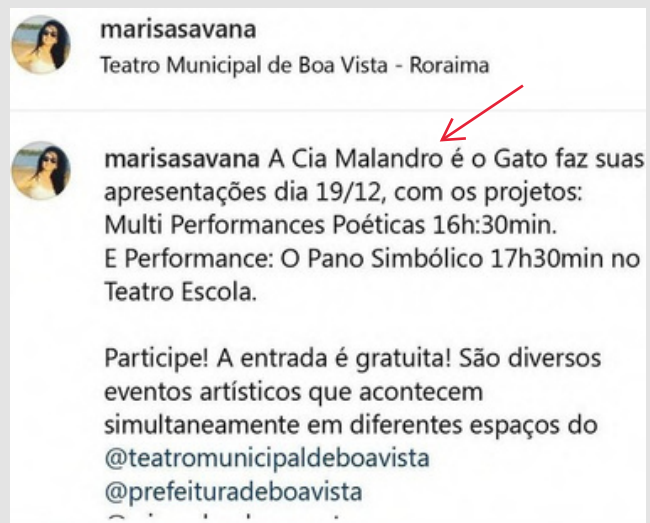 marisasavana
Teatro Municipal de Boa Vista - Roraima
marisasavana A Cia Malandro é o Gato faz suas
apresentações dia 19/12, com os projetos:
Multi Performances Poéticas 16h:30min.
E Performance: O Pano Simbólico 17h30min no
Teatro Escola.
Participe! A entrada é gratuita! São diversos
eventos artísticos que acontecem
simultaneamente em diferentes espaços do
@teatromunicipaldeboavista
@prefeituradeboavista